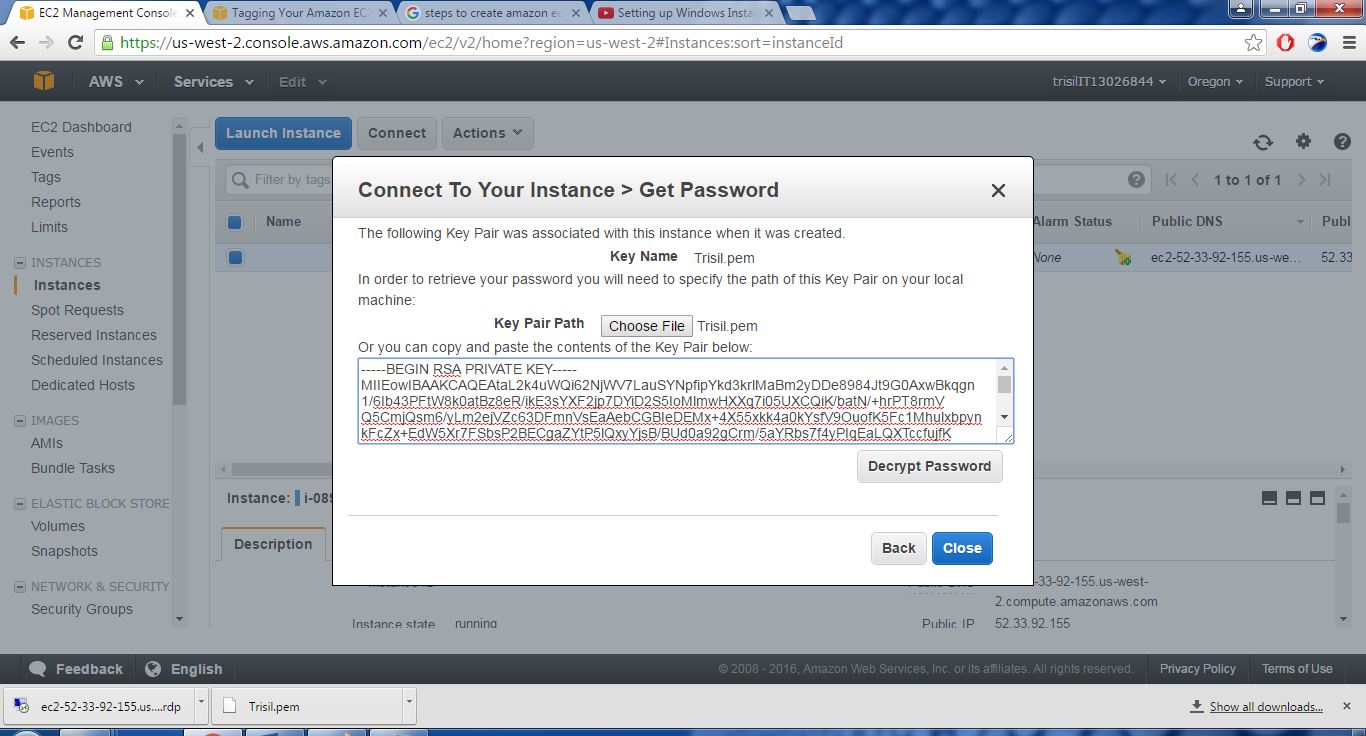 EC2 Management Console
Tagging Your Amazon EC
steps to create amazon ec
Setting up Windows Insta
https://us-west-2.console.aws.amazon.com/ec2/v2/home?region=us-west-2#Instances:sort=instanceId
AWS Services Edit trisilIT13026844 Oregon Support
EC2 Dashboard
Events
Tags
Reports
Limits
INSTANCES
Instances
Spot Requests
Reserved Instances
Scheduled Instances
Dedicated Hosts
IMAGES
AMIs
Bundle Tasks
ELASTIC BLOCK STORE
Volumes
Snapshots
NETWORK & SECURITY
Security Groups
Launch Instance Connect Actions
Filter by tags
1 to 1 of 1
Name Alarm Status Public DNS Publ
None ec2-52-33-92-155.us-we... 52.33
Connect To Your Instance > Get Password
The following Key Pair was associated with this instance when it was created.
Key Name Trisil.pem
In order to retrieve your password you will need to specify the path of this Key Pair on your local
machine:
Key Pair Path Choose File Trisil.pem
Or you can copy and paste the contents of the Key Pair below:
-----BEGIN RSA PRIVATE KEY-----
Decrypt Password
Back Close
Instance: i-089
Description
-33-92-155.us-west-
2.compute.amazonaws.com
Instance state running
Public IP 52.33.92.155
Feedback English
© 2008 - 2016, Amazon Web Services, Inc. or its affiliates. All rights reserved. Privacy Policy Terms of Use
ec2-52-33-92-155.us....rdp
Trisil.pem
Show all downloads...